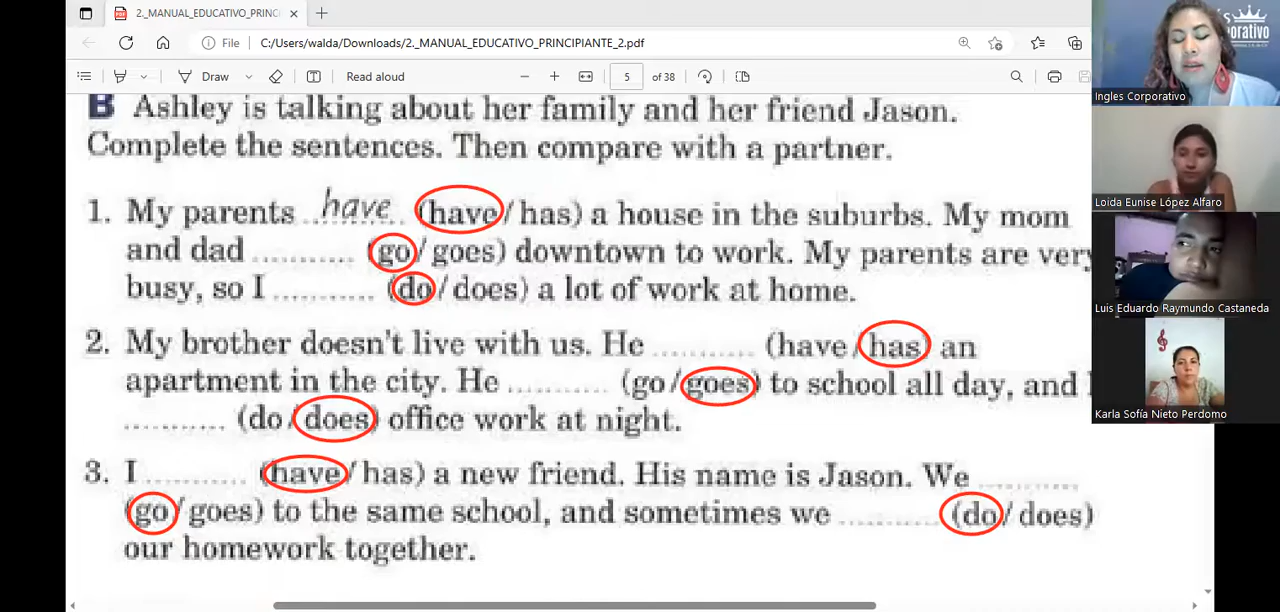 2._MANUAL_EDUCATIVO_PRINCI
File C:/Users/walda/Downloads/2._MANUAL_EDUCATIVO_PRINCIPIANTE_2.pdf
Draw Read aloud 5 of 38
B Ashley is talking about her family and her friend Jason.
Complete the sentences. Then compare with a partner.
1. My parents have (have / has) a house in the suburbs. My mom
and dad .......... (go / goes) downtown to work. My parents are very
busy, so I .......... (do / does) a lot of work at home.
2. My brother doesn't live with us. He .......... (have / has) an
apartment in the city. He .......... (go / goes) to school all day, and
.......... (do / does) office work at night.
3. I .......... (have / has) a new friend. His name is Jason. We ..........
(go / goes) to the same school, and sometimes we .......... (do / does)
our homework together.
Ingles Corporativo
Loida Eunise López Alfaro
Luis Eduardo Raymundo Castaneda
Karla Sofía Nieto Perdomo